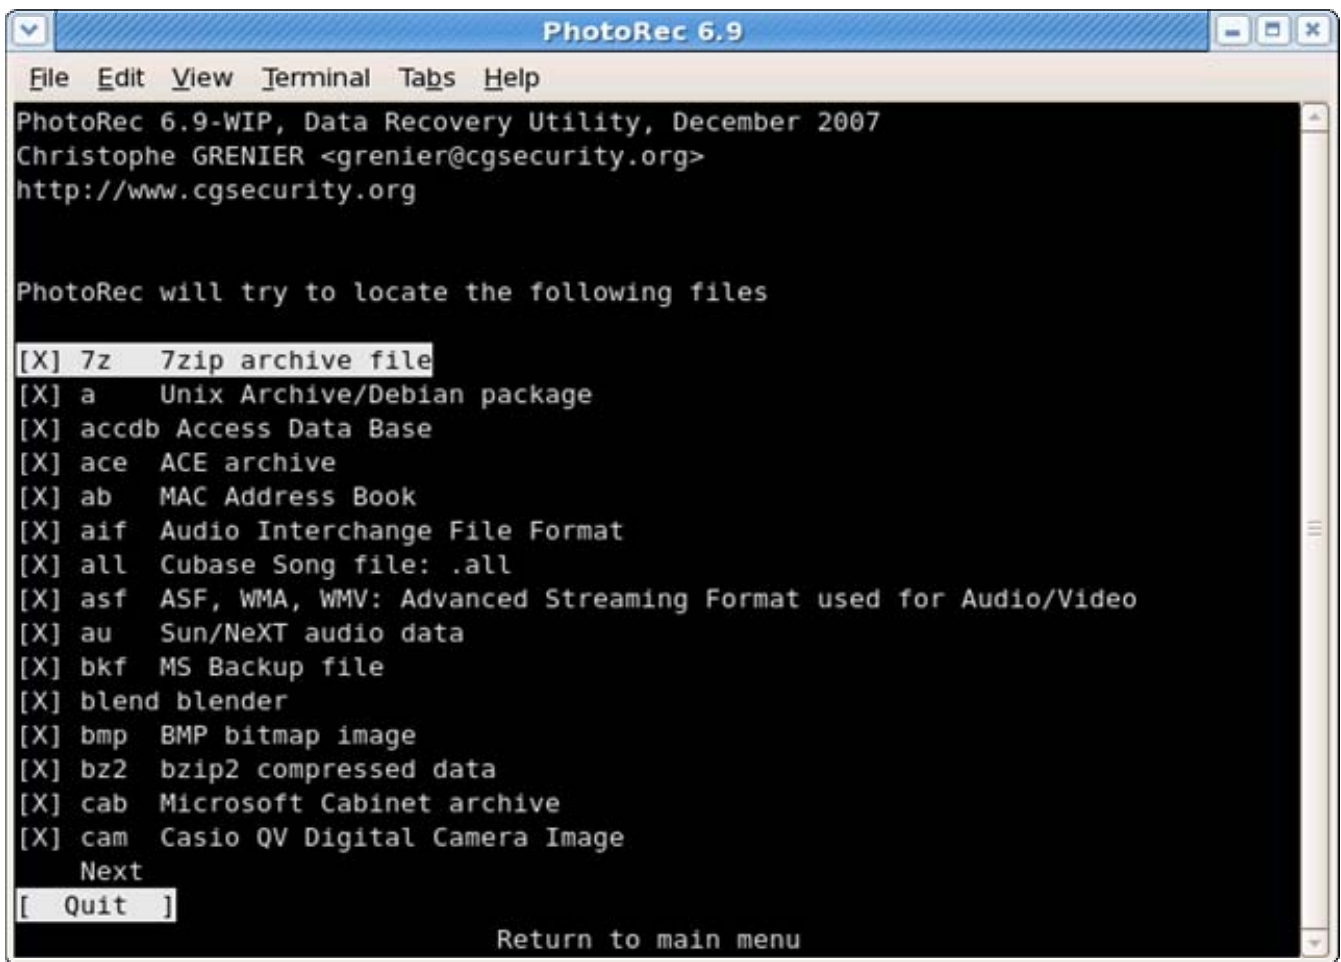 PhotoRec 6.9
File Edit View Terminal Tabs Help
PhotoRec 6.9-WIP, Data Recovery Utility, December 2007
Christophe GRENIER <grenier@cgsecurity.org>
http://www.cgsecurity.org
PhotoRec will try to locate the following files
[X] 7z   7zip archive file
[X] a    Unix Archive/Debian package
[X] accdb Access Data Base
[X] ace  ACE archive
[X] ab   MAC Address Book
[X] aif  Audio Interchange File Format
[X] all  Cubase Song file: .all
[X] asf  ASF, WMA, WMV: Advanced Streaming Format used for Audio/Video
[X] au   Sun/NeXT audio data
[X] bkf  MS Backup file
[X] blend blender
[X] bmp  BMP bitmap image
[X] bz2  bzip2 compressed data
[X] cab  Microsoft Cabinet archive
[X] cam  Casio QV Digital Camera Image
Next
[  Quit  ]
Return to main menu